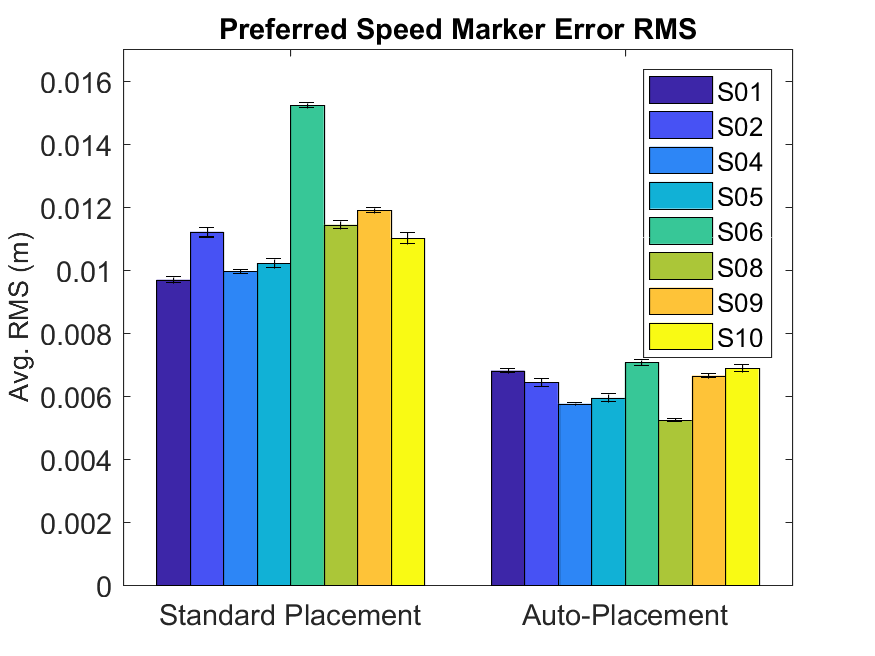 Preferred Speed Marker Error RMS
Avg. RMS (m)
0.016
0.014
0.012
0.01
0.008
0.006
0.004
0.002
0
S01
S02
S04
S05
S06
S08
S09
S10
Standard Placement
Auto-Placement